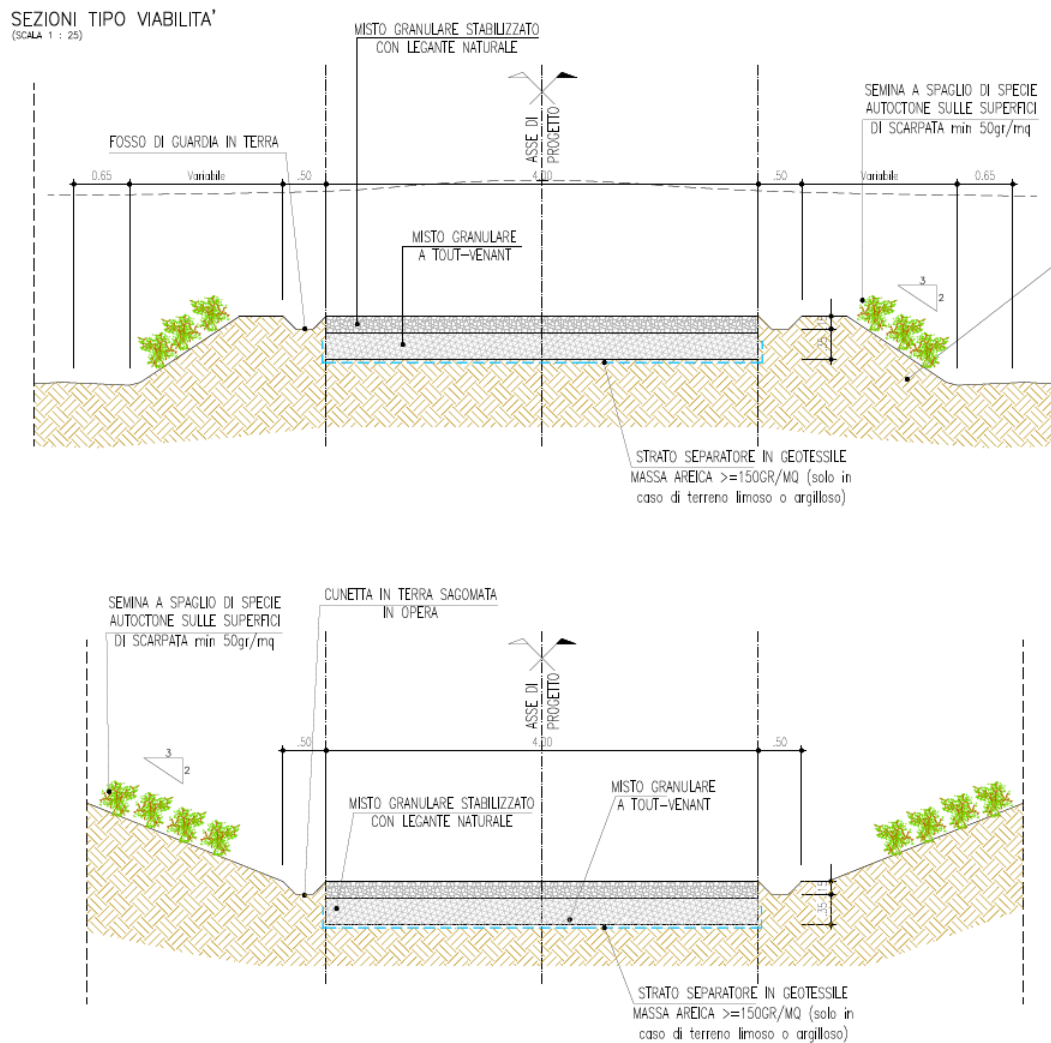 SEZIONI TIPO VIABILITA'
(SCALA 1 : 25)
MISTO GRANULARE STABILIZZATO
CON LEGANTE NATURALE
ASSE DI
PROGETTO
SEMINA A SPAGLIO DI SPECIE
AUTOCTONE SULLE SUPERFICI
DI SCARPATA min 50gr/mq
FOSSO DI GUARDIA IN TERRA
0.65
Variabile
.50
4.00
.50
Variabile
0.65
MISTO GRANULARE
A TOUT-VENANT
3
2
.15
.35
STRATO SEPARATORE IN GEOTESSILE
MASSA AREICA >=150GR/MQ (solo in
caso di terreno limoso o argilloso)
SEMINA A SPAGLIO DI SPECIE
AUTOCTONE SULLE SUPERFICI
DI SCARPATA min 50gr/mq
CUNETTA IN TERRA SAGOMATA
IN OPERA
ASSE DI
PROGETTO
.50
4.00
.50
3
2
MISTO GRANULARE STABILIZZATO
CON LEGANTE NATURALE
MISTO GRANULARE
A TOUT-VENANT
.15
.35
STRATO SEPARATORE IN GEOTESSILE
MASSA AREICA >=150GR/MQ (solo in
caso di terreno limoso o argilloso)